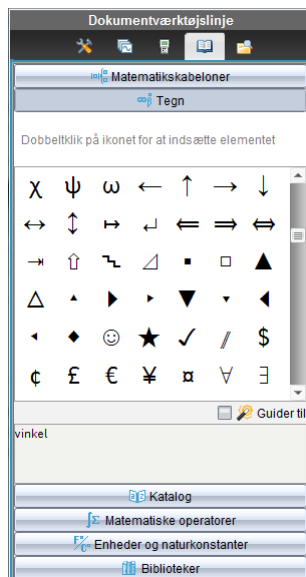 Dokumentværktøjslinje
Matematikskabeloner
∞β° Tegn
Dobbeltklik på ikonet for at indsætte elementet
χ ψ ω ← ↑ → ↓
↔ ↕ ↦ ↵ ⇐ ⇒ ⇔
⇥ ⇧ ⊿ ▪ ▫ ▲
△ ▴ ▶ ▸ ▼ ▾ ◀
◂ ◆ ☺ ★ ✓ ⫽ $
¢ £ € ¥ ¤ ∀ ∃
Guider til
vinkel
Katalog
∫Σ Matematiske operatorer
Enheder og naturkonstanter
Biblioteker